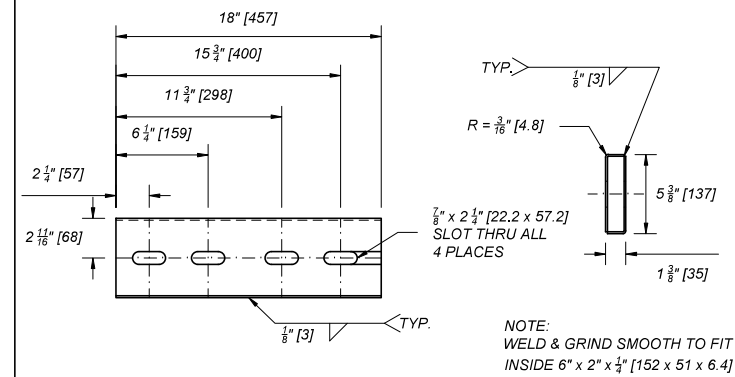 18" [457]
15 3/4" [400]
11 3/4" [298]
6 1/4" [159]
2 1/4" [57]
2 11/16" [68]
7/8" x 2 1/4" [22.2 x 57.2]
SLOT THRU ALL
4 PLACES
1/8" [3]
TYP.
TYP.
1/8" [3]
R = 3/16" [4.8]
5 3/8" [137]
1 3/8" [35]
NOTE:
WELD & GRIND SMOOTH TO FIT
INSIDE 6" x 2" x 1/4" [152 x 51 x 6.4]